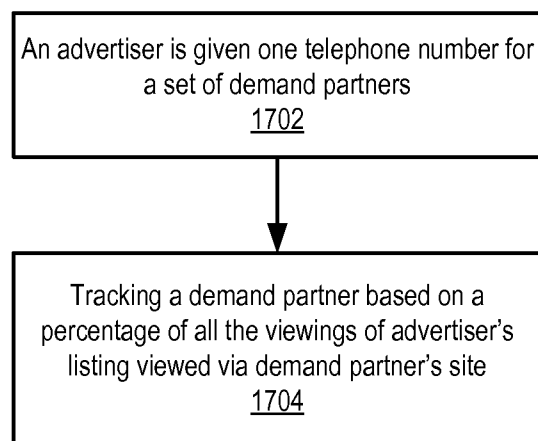 An advertiser is given one telephone number for
a set of demand partners
1702
Tracking a demand partner based on a
percentage of all the viewings of advertiser's
listing viewed via demand partner's site
1704